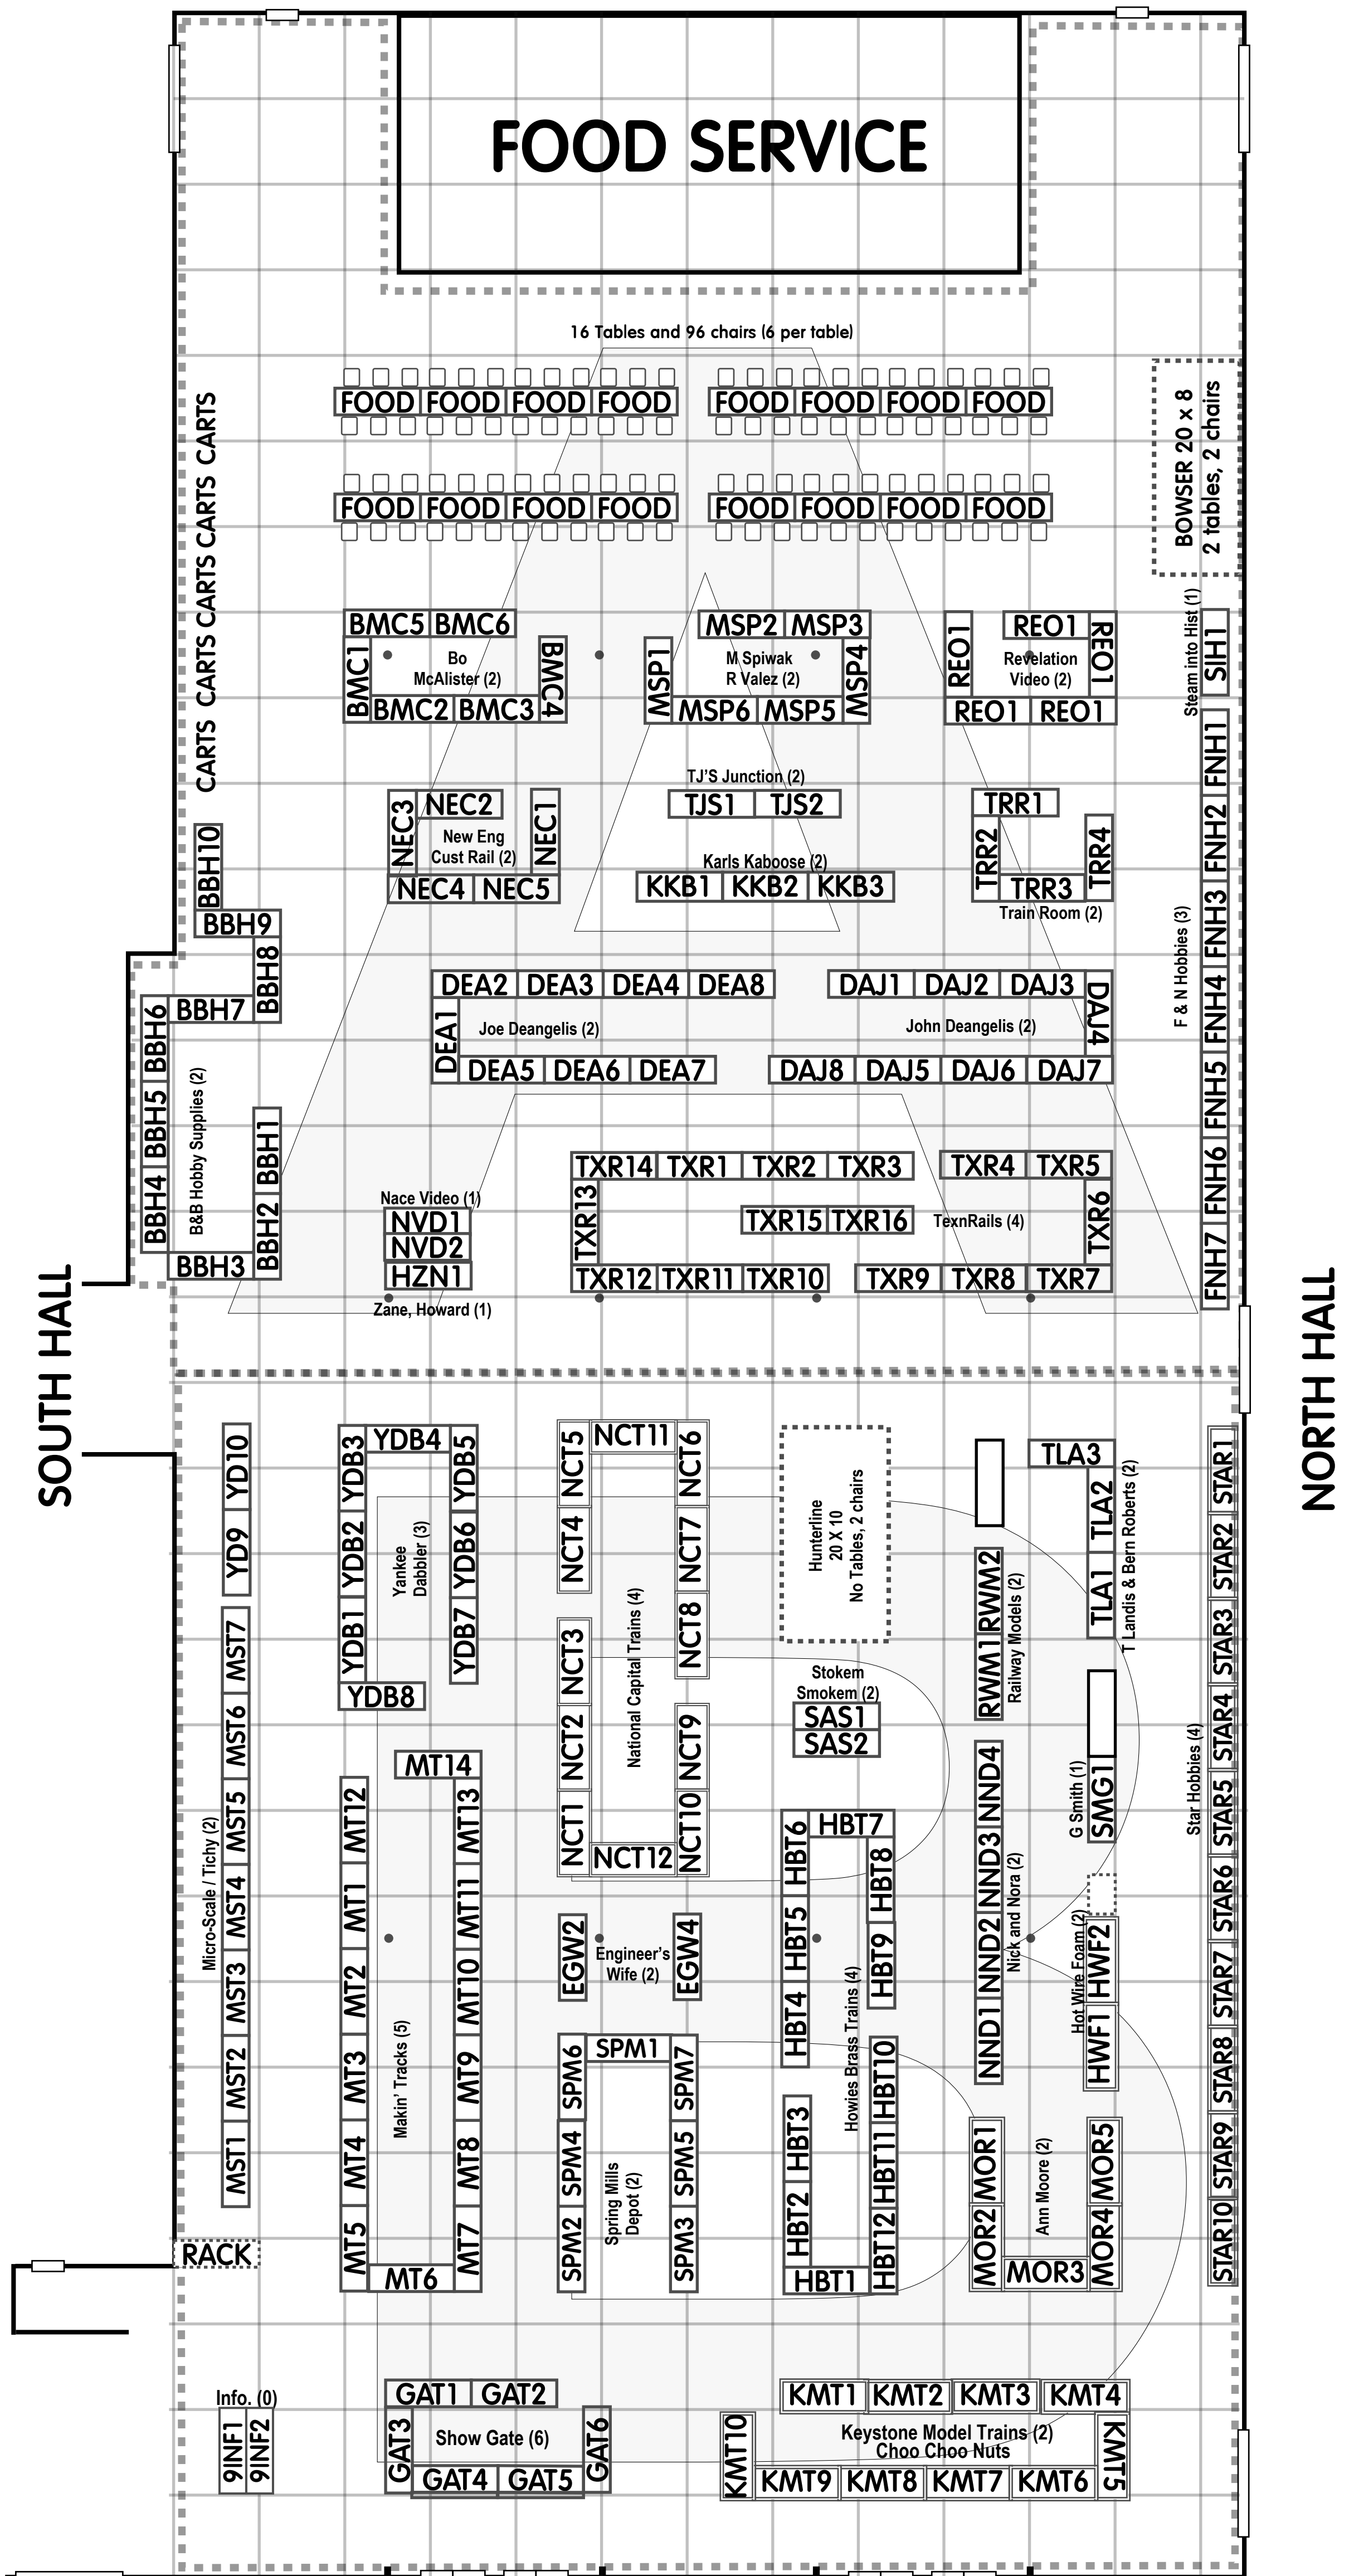 FOOD SERVICE
16 Tables and 96 chairs (6 per table)
FOOD FOOD FOOD FOOD FOOD FOOD FOOD FOOD
FOOD FOOD FOOD FOOD FOOD FOOD FOOD FOOD
CARTS CARTS CARTS CARTS CARTS
BOWSER 20 x 8
2 tables, 2 chairs
BMC5 BMC6
BMC1
Bo
McAlister (2)
BMC4
BMC2 BMC3
MSP2 MSP3
MSP1
M Spiwak
R Valez (2)
MSP4
MSP6 MSP5
REO1
REO1
REO1
Revelation
Video (2)
REO1 REO1
Steam into Hist (1)
SIH1
NEC3
NEC2
NEC1
New Eng
Cust Rail (2)
NEC4 NEC5
TJ'S Junction (2)
TJS1 TJS2
Karls Kaboose (2)
KKB1 KKB2 KKB3
TRR1
TRR2
TRR4
TRR3
Train Room (2)
F & N Hobbies (3)
FNH1
FNH2
FNH3
FNH4
FNH5
FNH6
FNH7
BBH10
BBH9
BBH8
BBH7
BBH6
BBH5
BBH4
B&B Hobby Supplies (2)
BBH1
BBH2
BBH3
DEA2 DEA3 DEA4 DEA8
DEA1
Joe Deangelis (2)
DEA5 DEA6 DEA7
DAJ1 DAJ2 DAJ3
DAJ4
John Deangelis (2)
DAJ8 DAJ5 DAJ6 DAJ7
Nace Video (1)
NVD1
NVD2
HZN1
Zane, Howard (1)
TXR14 TXR1 TXR2 TXR3
TXR4 TXR5
TXR13
TXR15 TXR16
TexnRails (4)
TXR6
TXR12 TXR11 TXR10
TXR9 TXR8 TXR7
SOUTH HALL
NORTH HALL
YD10
YD9
MST7
MST6
MST5
MST4
MST3
MST2
MST1
Micro-Scale / Tichy (2)
RACK
YDB3
YDB4
YDB5
YDB2
YDB6
YDB1
YDB7
YDB8
Yankee
Dabbler (3)
MT14
MT12
MT13
MT1
MT11
MT2
MT10
MT3
MT9
MT4
MT8
MT5
MT7
MT6
Makin' Tracks (5)
NCT5
NCT11
NCT6
NCT4
NCT7
NCT3
NCT8
NCT2
NCT9
NCT1
NCT10
NCT12
National Capital Trains (4)
Hunterline
20 X 10
No Tables, 2 chairs
Stokem
Smokem (2)
SAS1
SAS2
EGW2
Engineer's
Wife (2)
EGW4
SPM6
SPM1
SPM7
SPM4
SPM5
SPM2
SPM3
Spring Mills
Depot (2)
HBT6
HBT7
HBT8
HBT5
HBT9
HBT4
HBT10
HBT3
HBT11
HBT2
HBT12
HBT1
Howies Brass Trains (4)
TLA3
TLA2
TLA1
T Landis & Bern Roberts (2)
RWM2
RWM1
Railway Models (2)
NND4
NND3
NND2
NND1
Nick and Nora (2)
G Smith (1)
SMG1
Hot Wire Foam (2)
HWF2
HWF1
MOR1
MOR5
MOR2
MOR4
MOR3
Ann Moore (2)
Star Hobbies (4)
STAR1
STAR2
STAR3
STAR4
STAR5
STAR6
STAR7
STAR8
STAR9
STAR10
Info. (0)
9INF1
9INF2
GAT1 GAT2
GAT3
Show Gate (6)
GAT6
GAT4 GAT5
KMT1 KMT2 KMT3 KMT4
KMT10
Keystone Model Trains (2)
Choo Choo Nuts
KMT5
KMT9 KMT8 KMT7 KMT6